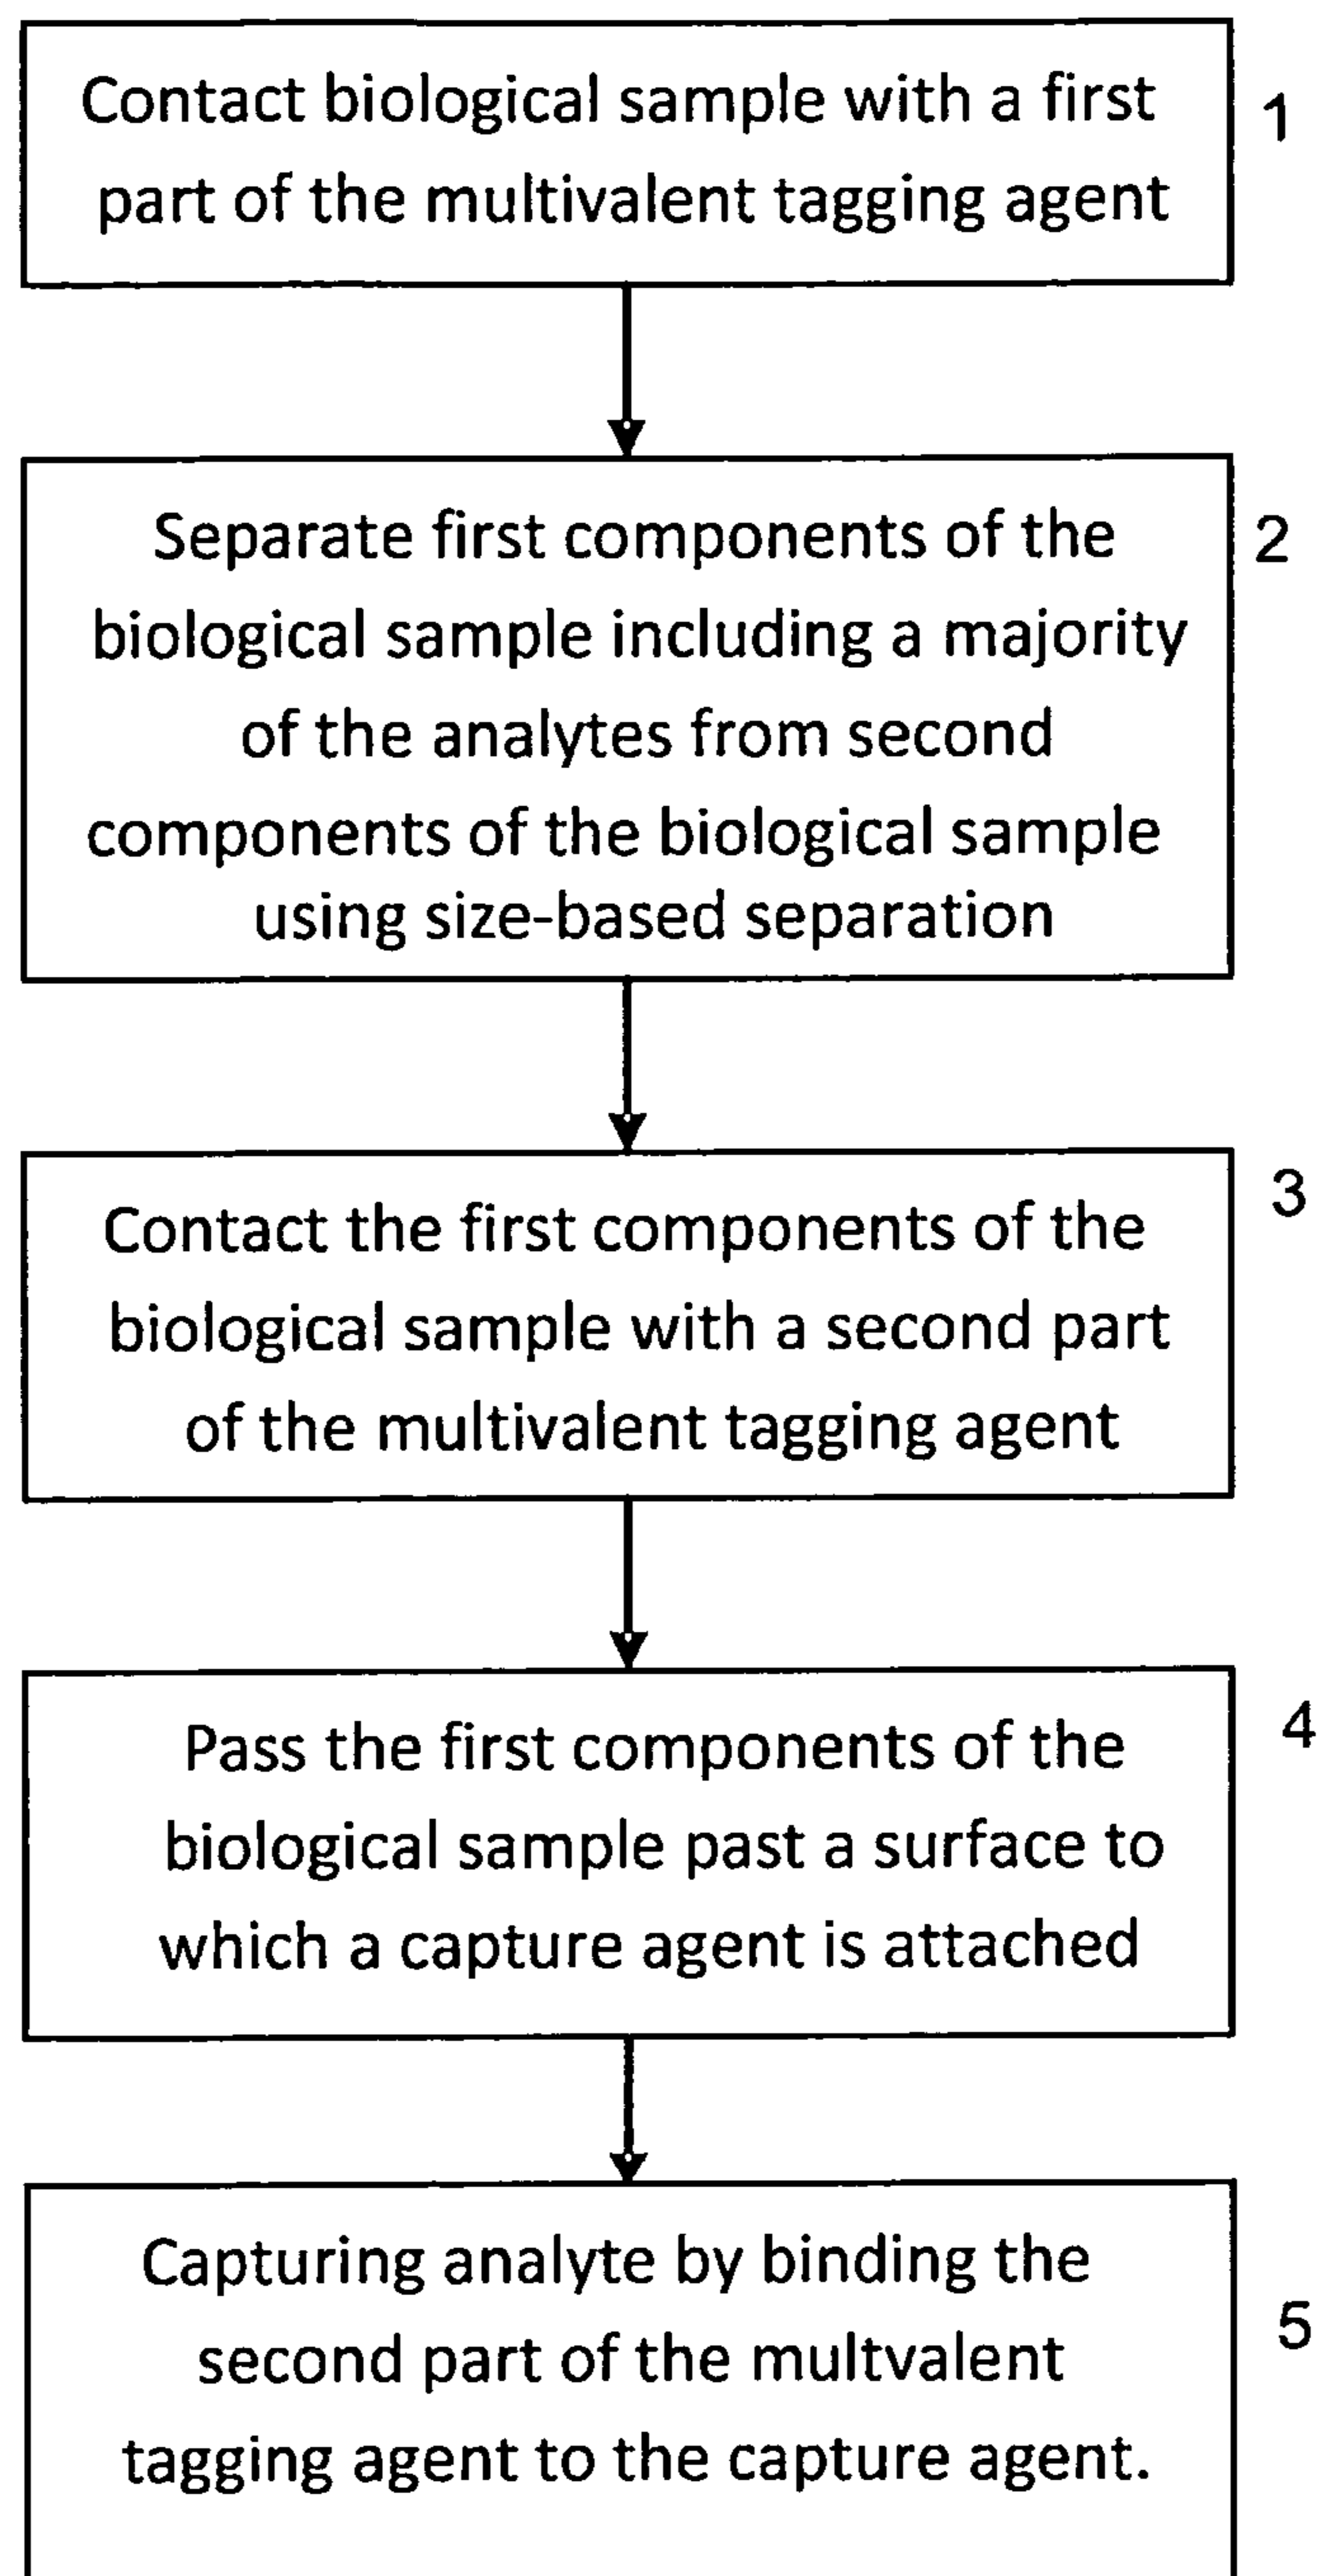 Contact biological sample with a first
part of the multivalent tagging agent
1
Separate first components of the
biological sample including a majority
of the analytes from second
components of the biological sample
using size-based separation
2
Contact the first components of the
biological sample with a second part
of the multivalent tagging agent
3
Pass the first components of the
biological sample past a surface to
which a capture agent is attached
4
Capturing analyte by binding the
second part of the multvalent
tagging agent to the capture agent.
5